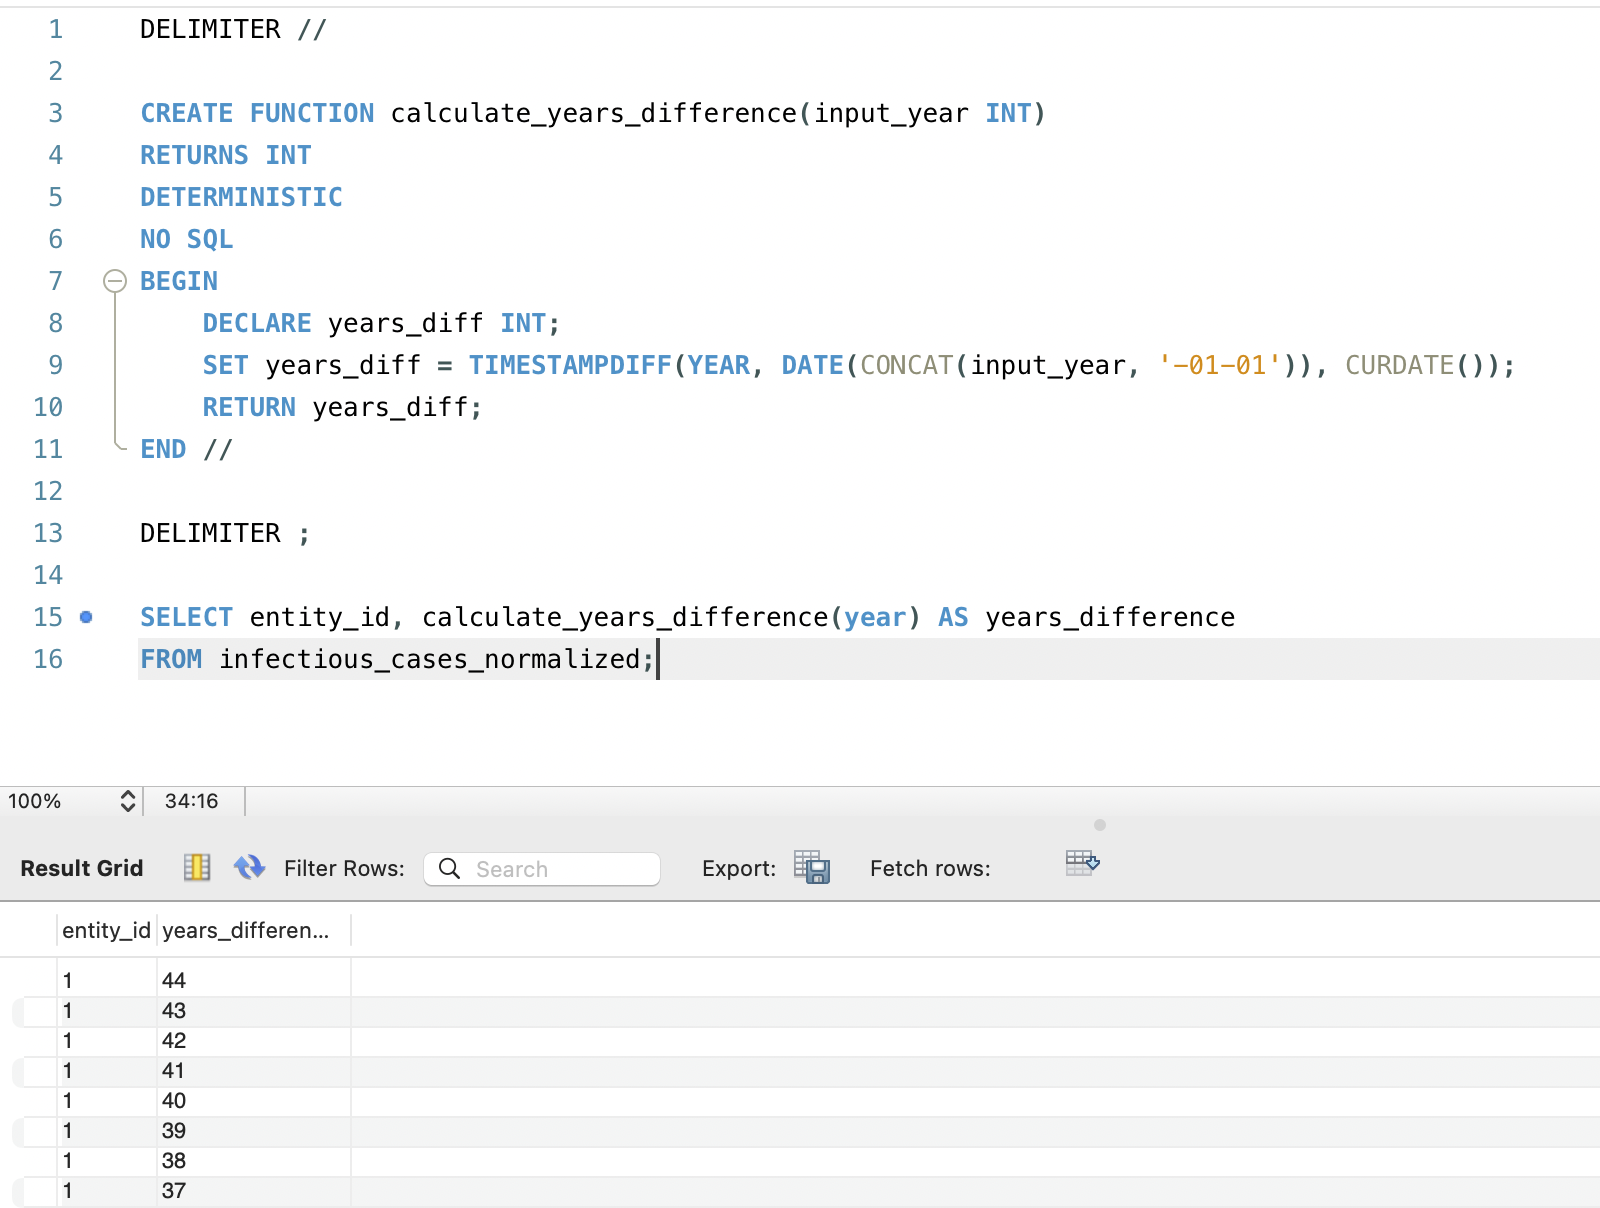 1 DELIMITER //
2
3 CREATE FUNCTION calculate_years_difference(input_year INT)
4 RETURNS INT
5 DETERMINISTIC
6 NO SQL
7 BEGIN
8 DECLARE years_diff INT;
9 SET years_diff = TIMESTAMPDIFF(YEAR, DATE(CONCAT(input_year, '-01-01')), CURDATE());
10 RETURN years_diff;
11 END //
12
13 DELIMITER ;
14
15 SELECT entity_id, calculate_years_difference(year) AS years_difference
16 FROM infectious_cases_normalized;
100% 34:16
Result Grid Filter Rows: Search Export: Fetch rows:
entity_id years_differen...
1 44
1 43
1 42
1 41
1 40
1 39
1 38
1 37